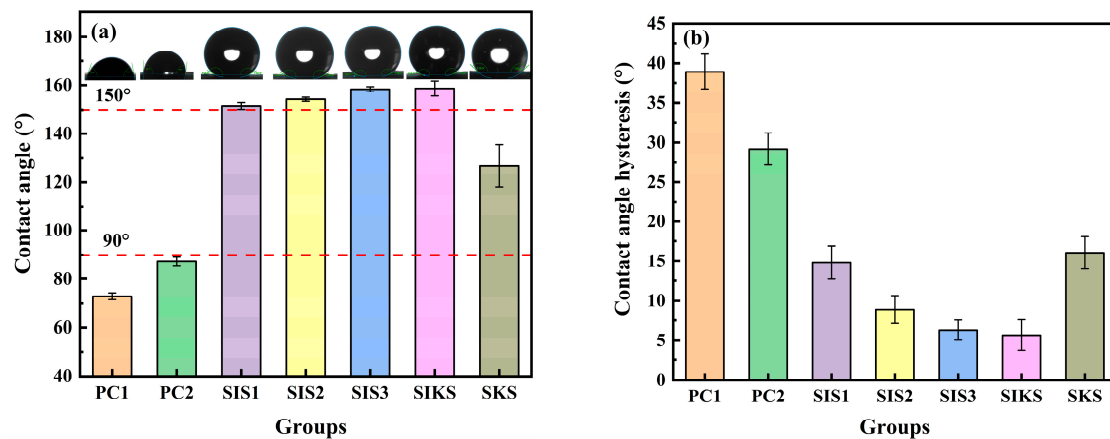 (a)
180
160
150°
140
120
100
90°
80
60
40
Contact angle (°)
PC1 PC2 SIS1 SIS2 SIS3 SIKS SKS
Groups
(b)
45
40
35
30
25
20
15
10
5
0
Contact angle hysteresis (°)
PC1 PC2 SIS1 SIS2 SIS3 SIKS SKS
Groups